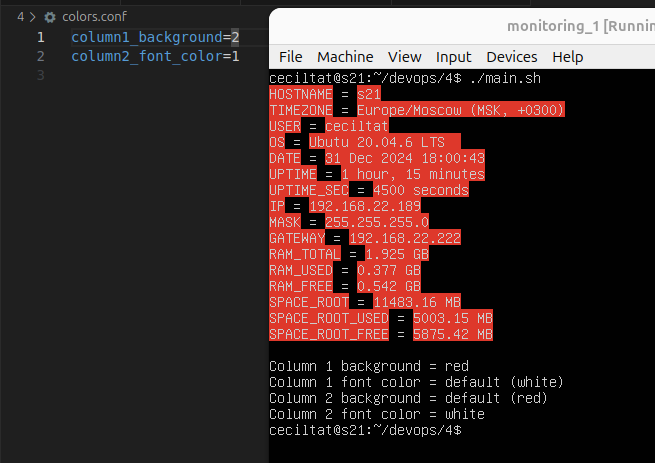 4 > colors.conf
1 column1_background=2
2 column2_font_color=1
3
monitoring_1 [Runnin
File Machine View Input Devices Help
ceciltat@s21:~/devops/4$ ./main.sh
HOSTNAME = s21
TIMEZONE = Europe/Moscow (MSK, +0300)
USER = ceciltat
OS = Ubutu 20.04.6 LTS
DATE = 31 Dec 2024 18:00:43
UPTIME = 1 hour, 15 minutes
UPTIME_SEC = 4500 seconds
IP = 192.168.22.189
MASK = 255.255.255.0
GATEWAY = 192.168.22.222
RAM_TOTAL = 1.925 GB
RAM_USED = 0.377 GB
RAM_FREE = 0.542 GB
SPACE_ROOT = 11483.16 MB
SPACE_ROOT_USED = 5003.15 MB
SPACE_ROOT_FREE = 5875.42 MB
Column 1 background = red
Column 1 font color = default (white)
Column 2 background = default (red)
Column 2 font color = white
ceciltat@s21:~/devops/4$